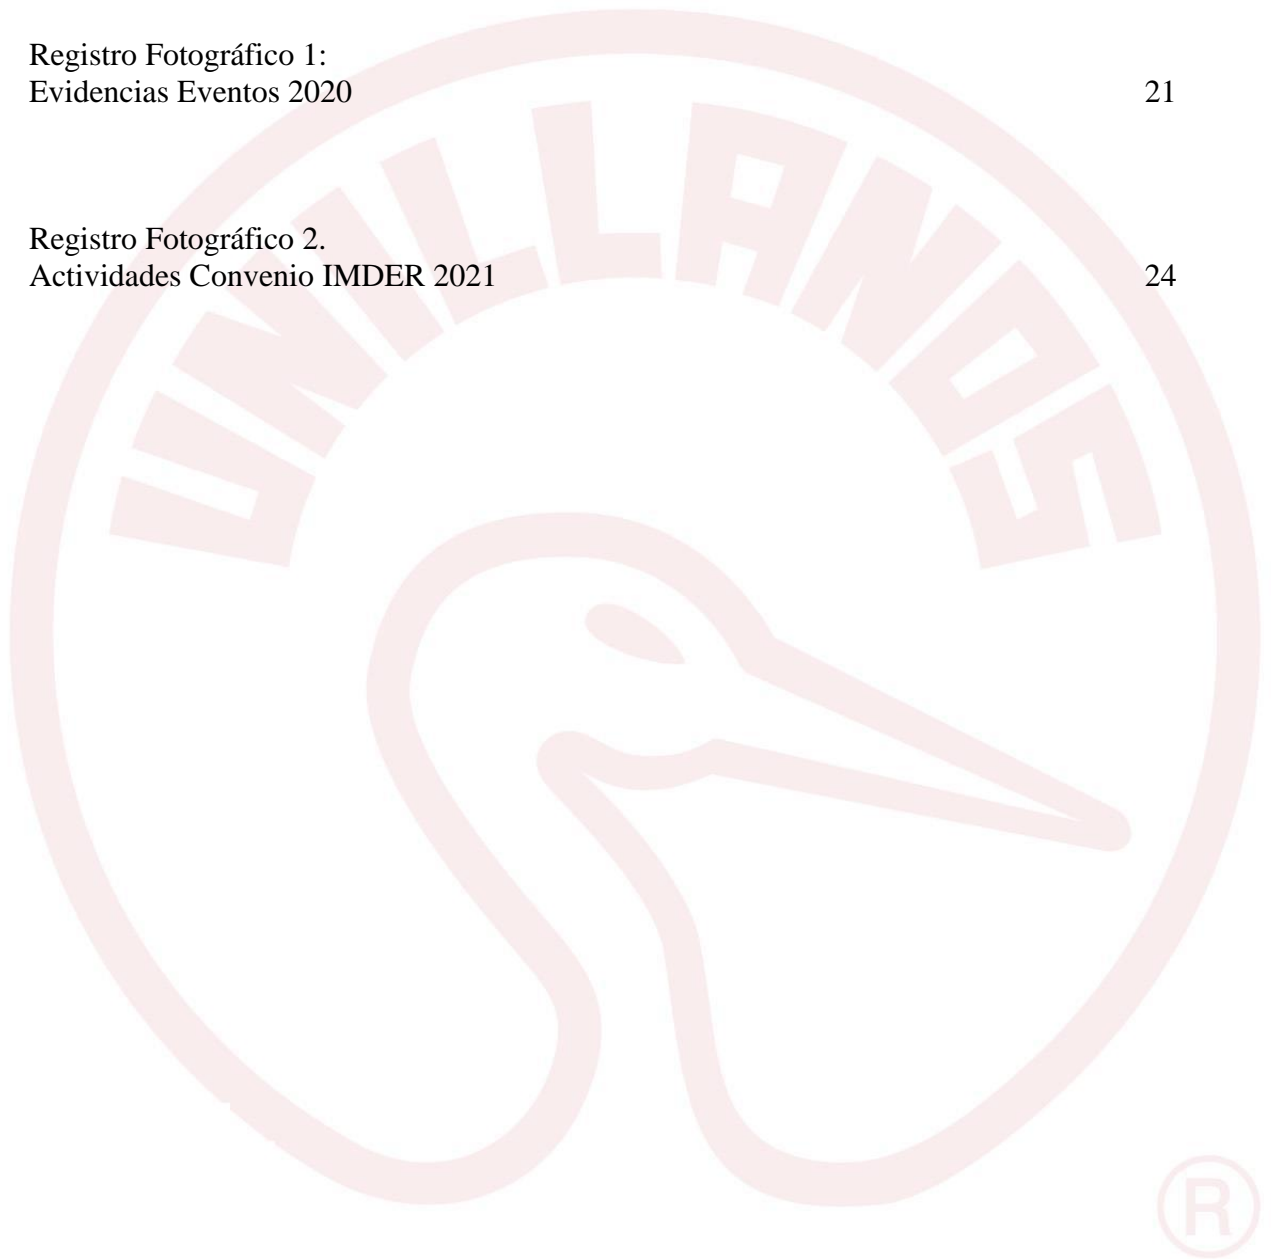 Registro Fotográfico 1:
Evidencias Eventos 2020 21
Registro Fotográfico 2.
Actividades Convenio IMDER 2021 24
UNILLANOS
R